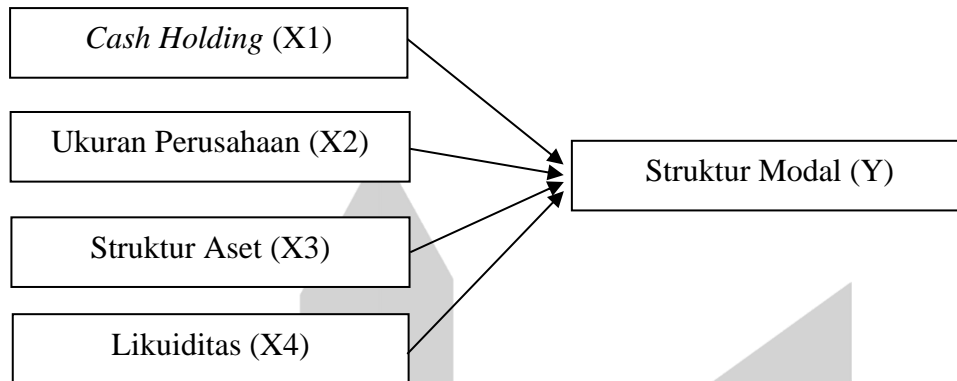 Cash Holding (X1)
Ukuran Perusahaan (X2)
Struktur Modal (Y)
Struktur Aset (X3)
Likuiditas (X4)